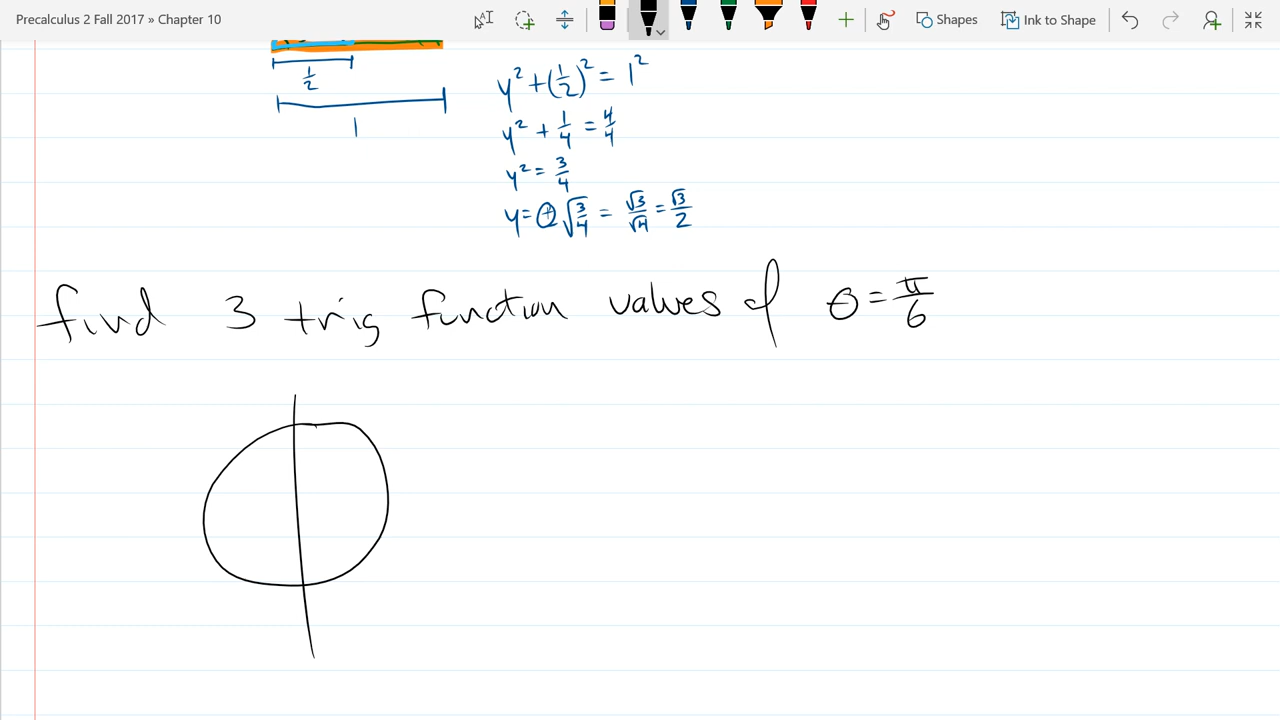 Precalculus 2 Fall 2017 » Chapter 10
Shapes
Ink to Shape
1/2
1
y² + (1/2)² = 1²
y² + 1/4 = 4/4
y² = 3/4
y = ⊕ √(3/4) = √3/√4 = √3/2
find 3 trig function values of θ = π/6